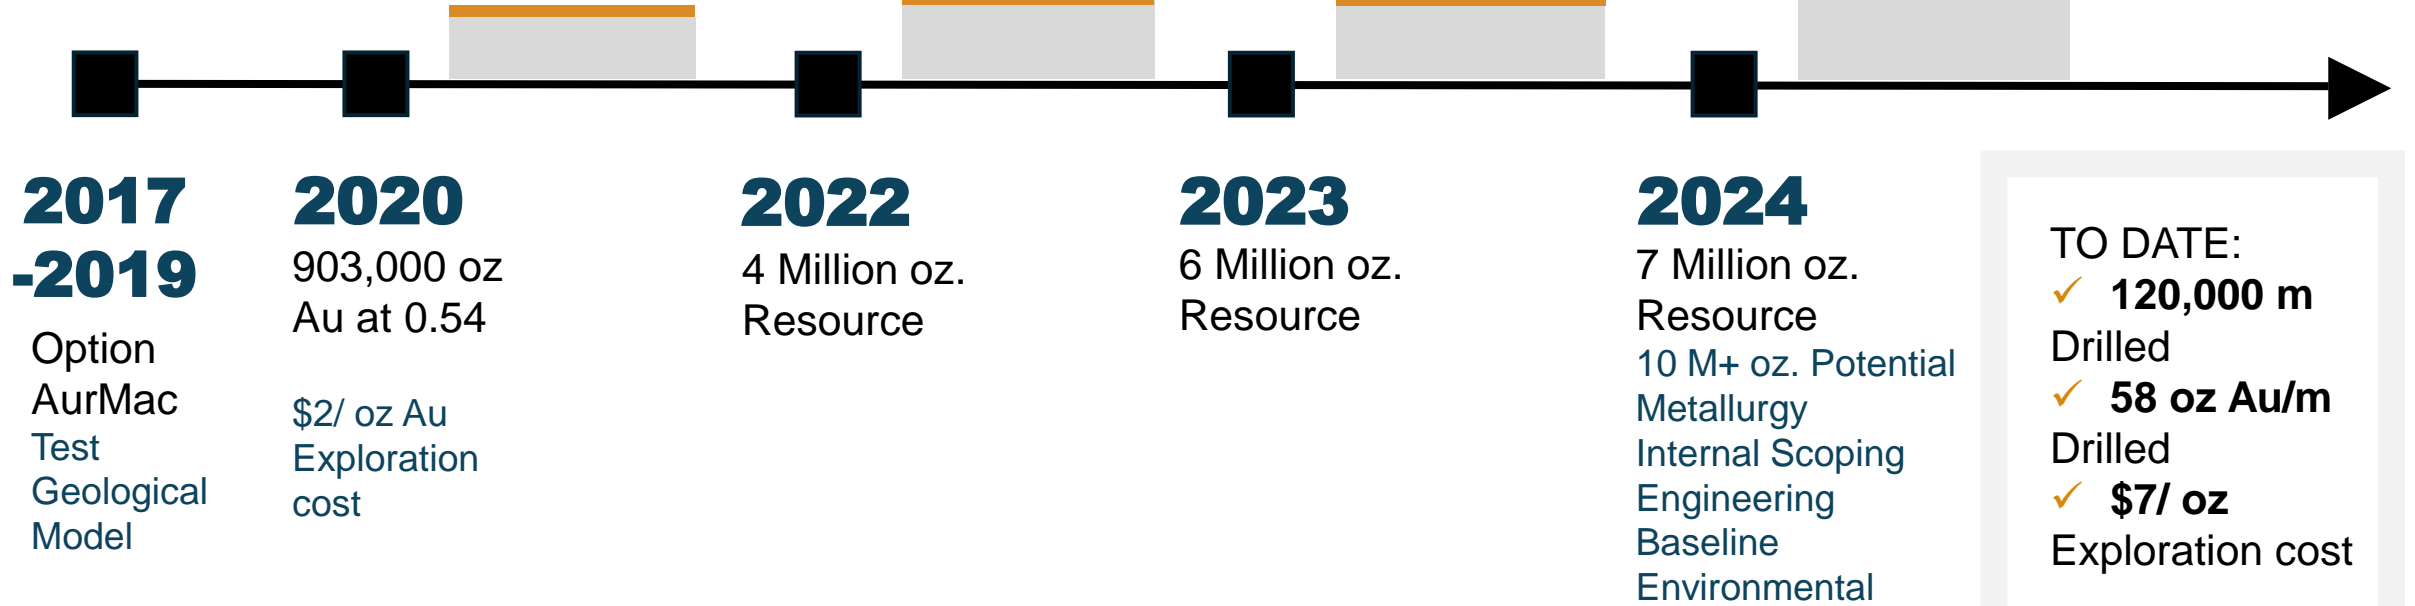 2017
-2019
Option
AurMac
Test
Geological
Model
2020
903,000 oz
Au at 0.54
$2/ oz Au
Exploration
cost
2022
4 Million oz.
Resource
2023
6 Million oz.
Resource
2024
7 Million oz.
Resource
10 M+ oz. Potential
Metallurgy
Internal Scoping
Engineering
Baseline
Environmental
TO DATE:
✓ 120,000 m
Drilled
✓ 58 oz Au/m
Drilled
✓ $7/ oz
Exploration cost